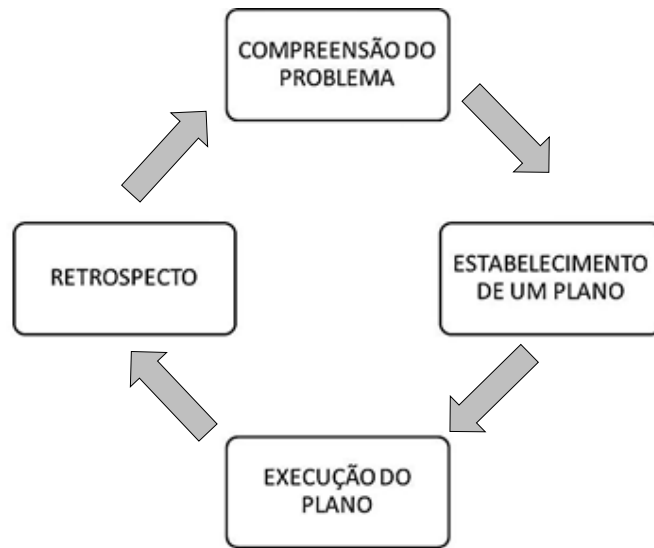 COMPREENSÃO DO
PROBLEMA
ESTABELECIMENTO
DE UM PLANO
EXECUÇÃO DO
PLANO
RETROSPECTO